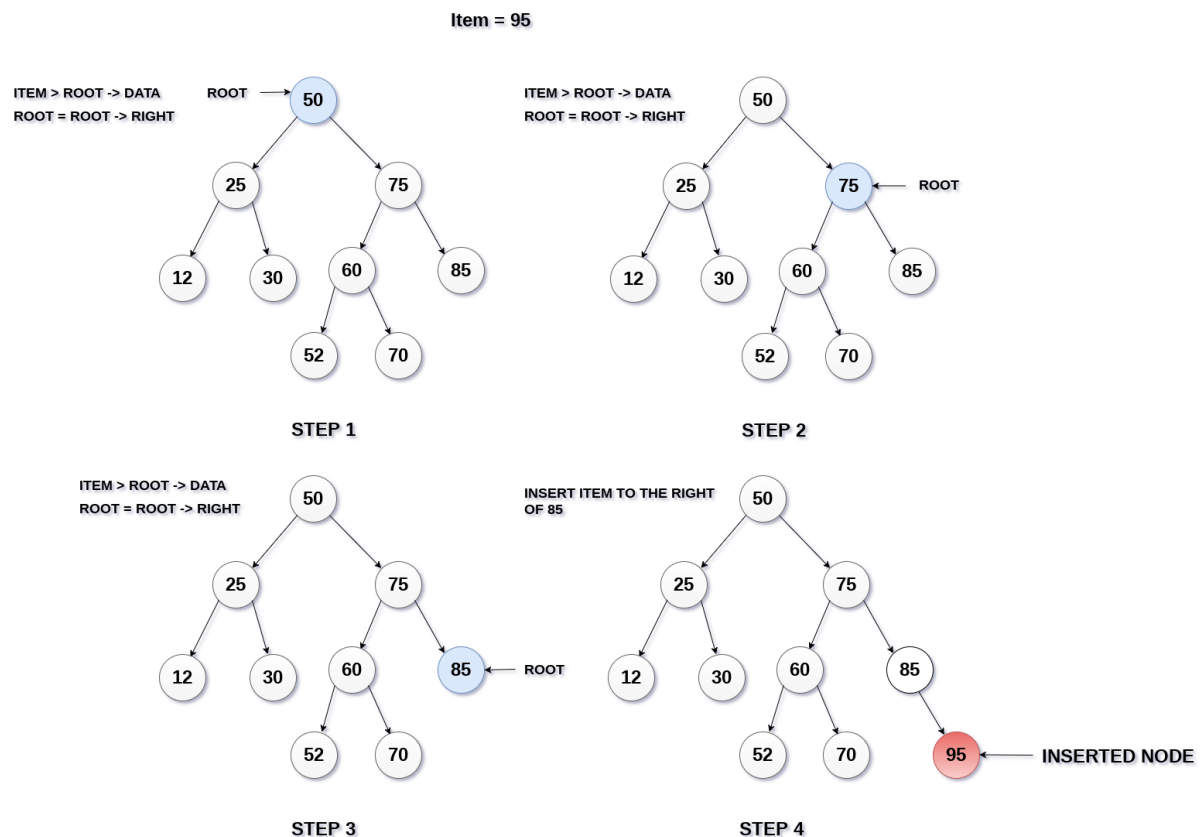 Item = 95
ITEM > ROOT -> DATA
ROOT = ROOT -> RIGHT
ROOT
50
25
75
12
30
60
85
52
70
STEP 1
ITEM > ROOT -> DATA
ROOT = ROOT -> RIGHT
50
25
75
ROOT
12
30
60
85
52
70
STEP 2
ITEM > ROOT -> DATA
ROOT = ROOT -> RIGHT
50
25
75
12
30
60
85
ROOT
52
70
STEP 3
INSERT ITEM TO THE RIGHT
OF 85
50
25
75
12
30
60
85
52
70
95
INSERTED NODE
STEP 4